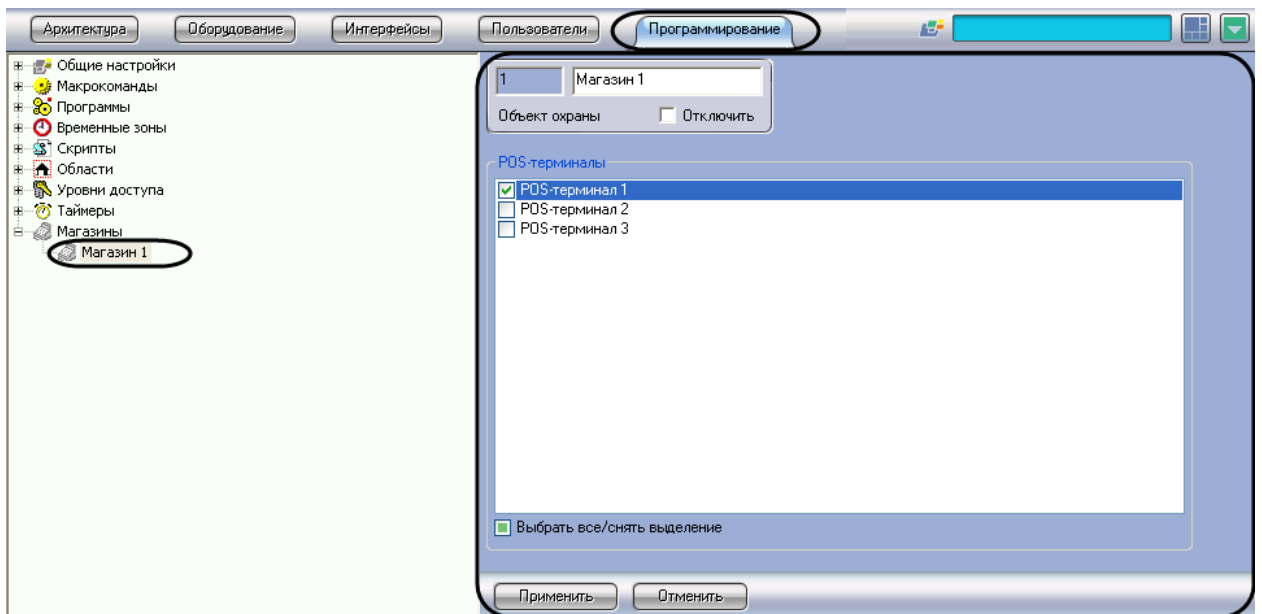 Архитектура Оборудование Интерфейсы Пользователи Программирование
Общие настройки
Макрокоманды
Программы
Временные зоны
Скрипты
Области
Уровни доступа
Таймеры
Магазины
Магазин 1
1 Магазин 1
Объект охраны Отключить
POS-терминалы
POS-терминал 1
POS-терминал 2
POS-терминал 3
Выбрать все/снять выделение
Применить Отменить